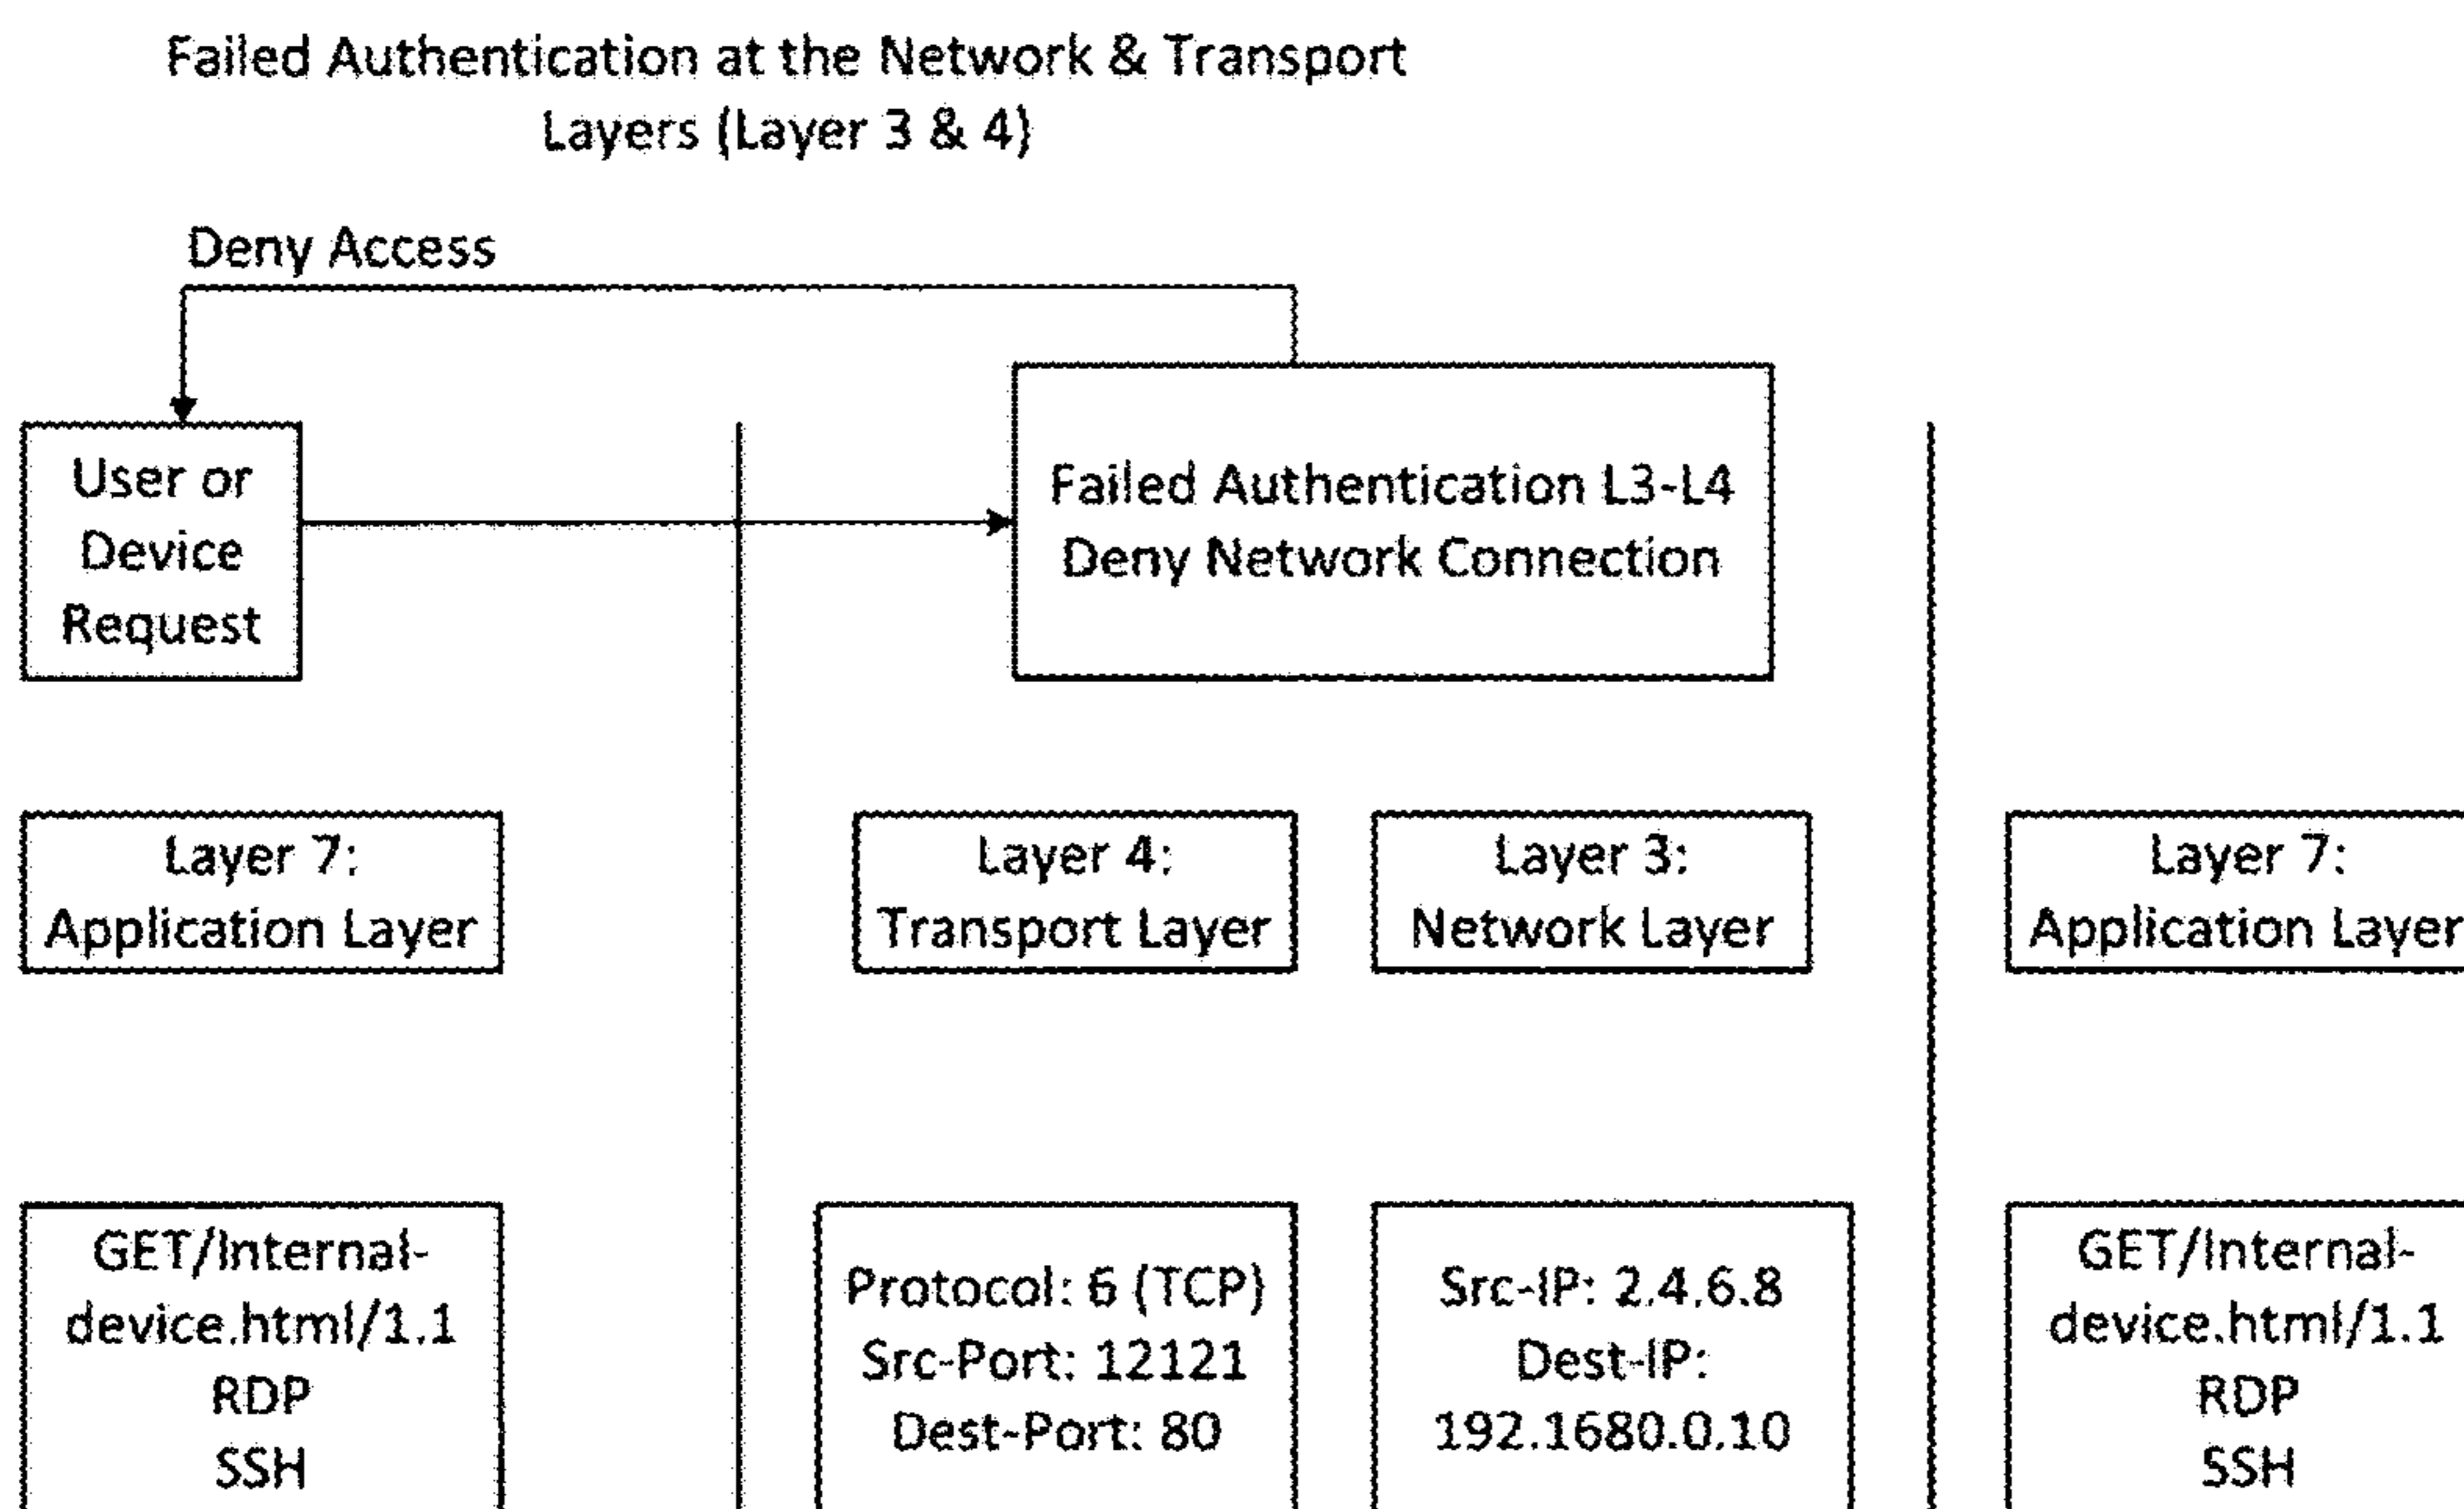 Failed Authentication at the Network & Transport
Layers (Layer 3 & 4)
Deny Access
User or
Device
Request
Failed Authentication L3-L4
Deny Network Connection
Layer 7:
Application Layer
Layer 4:
Transport Layer
Layer 3:
Network Layer
Layer 7:
Application Layer
GET/Internal-
device.html/1.1
RDP
SSH
Protocol: 6 (TCP)
Src-Port: 12121
Dest-Port: 80
Src-IP: 2.4.6.8
Dest-IP:
192.1680.0.10
GET/Internal-
device.html/1.1
RDP
SSH